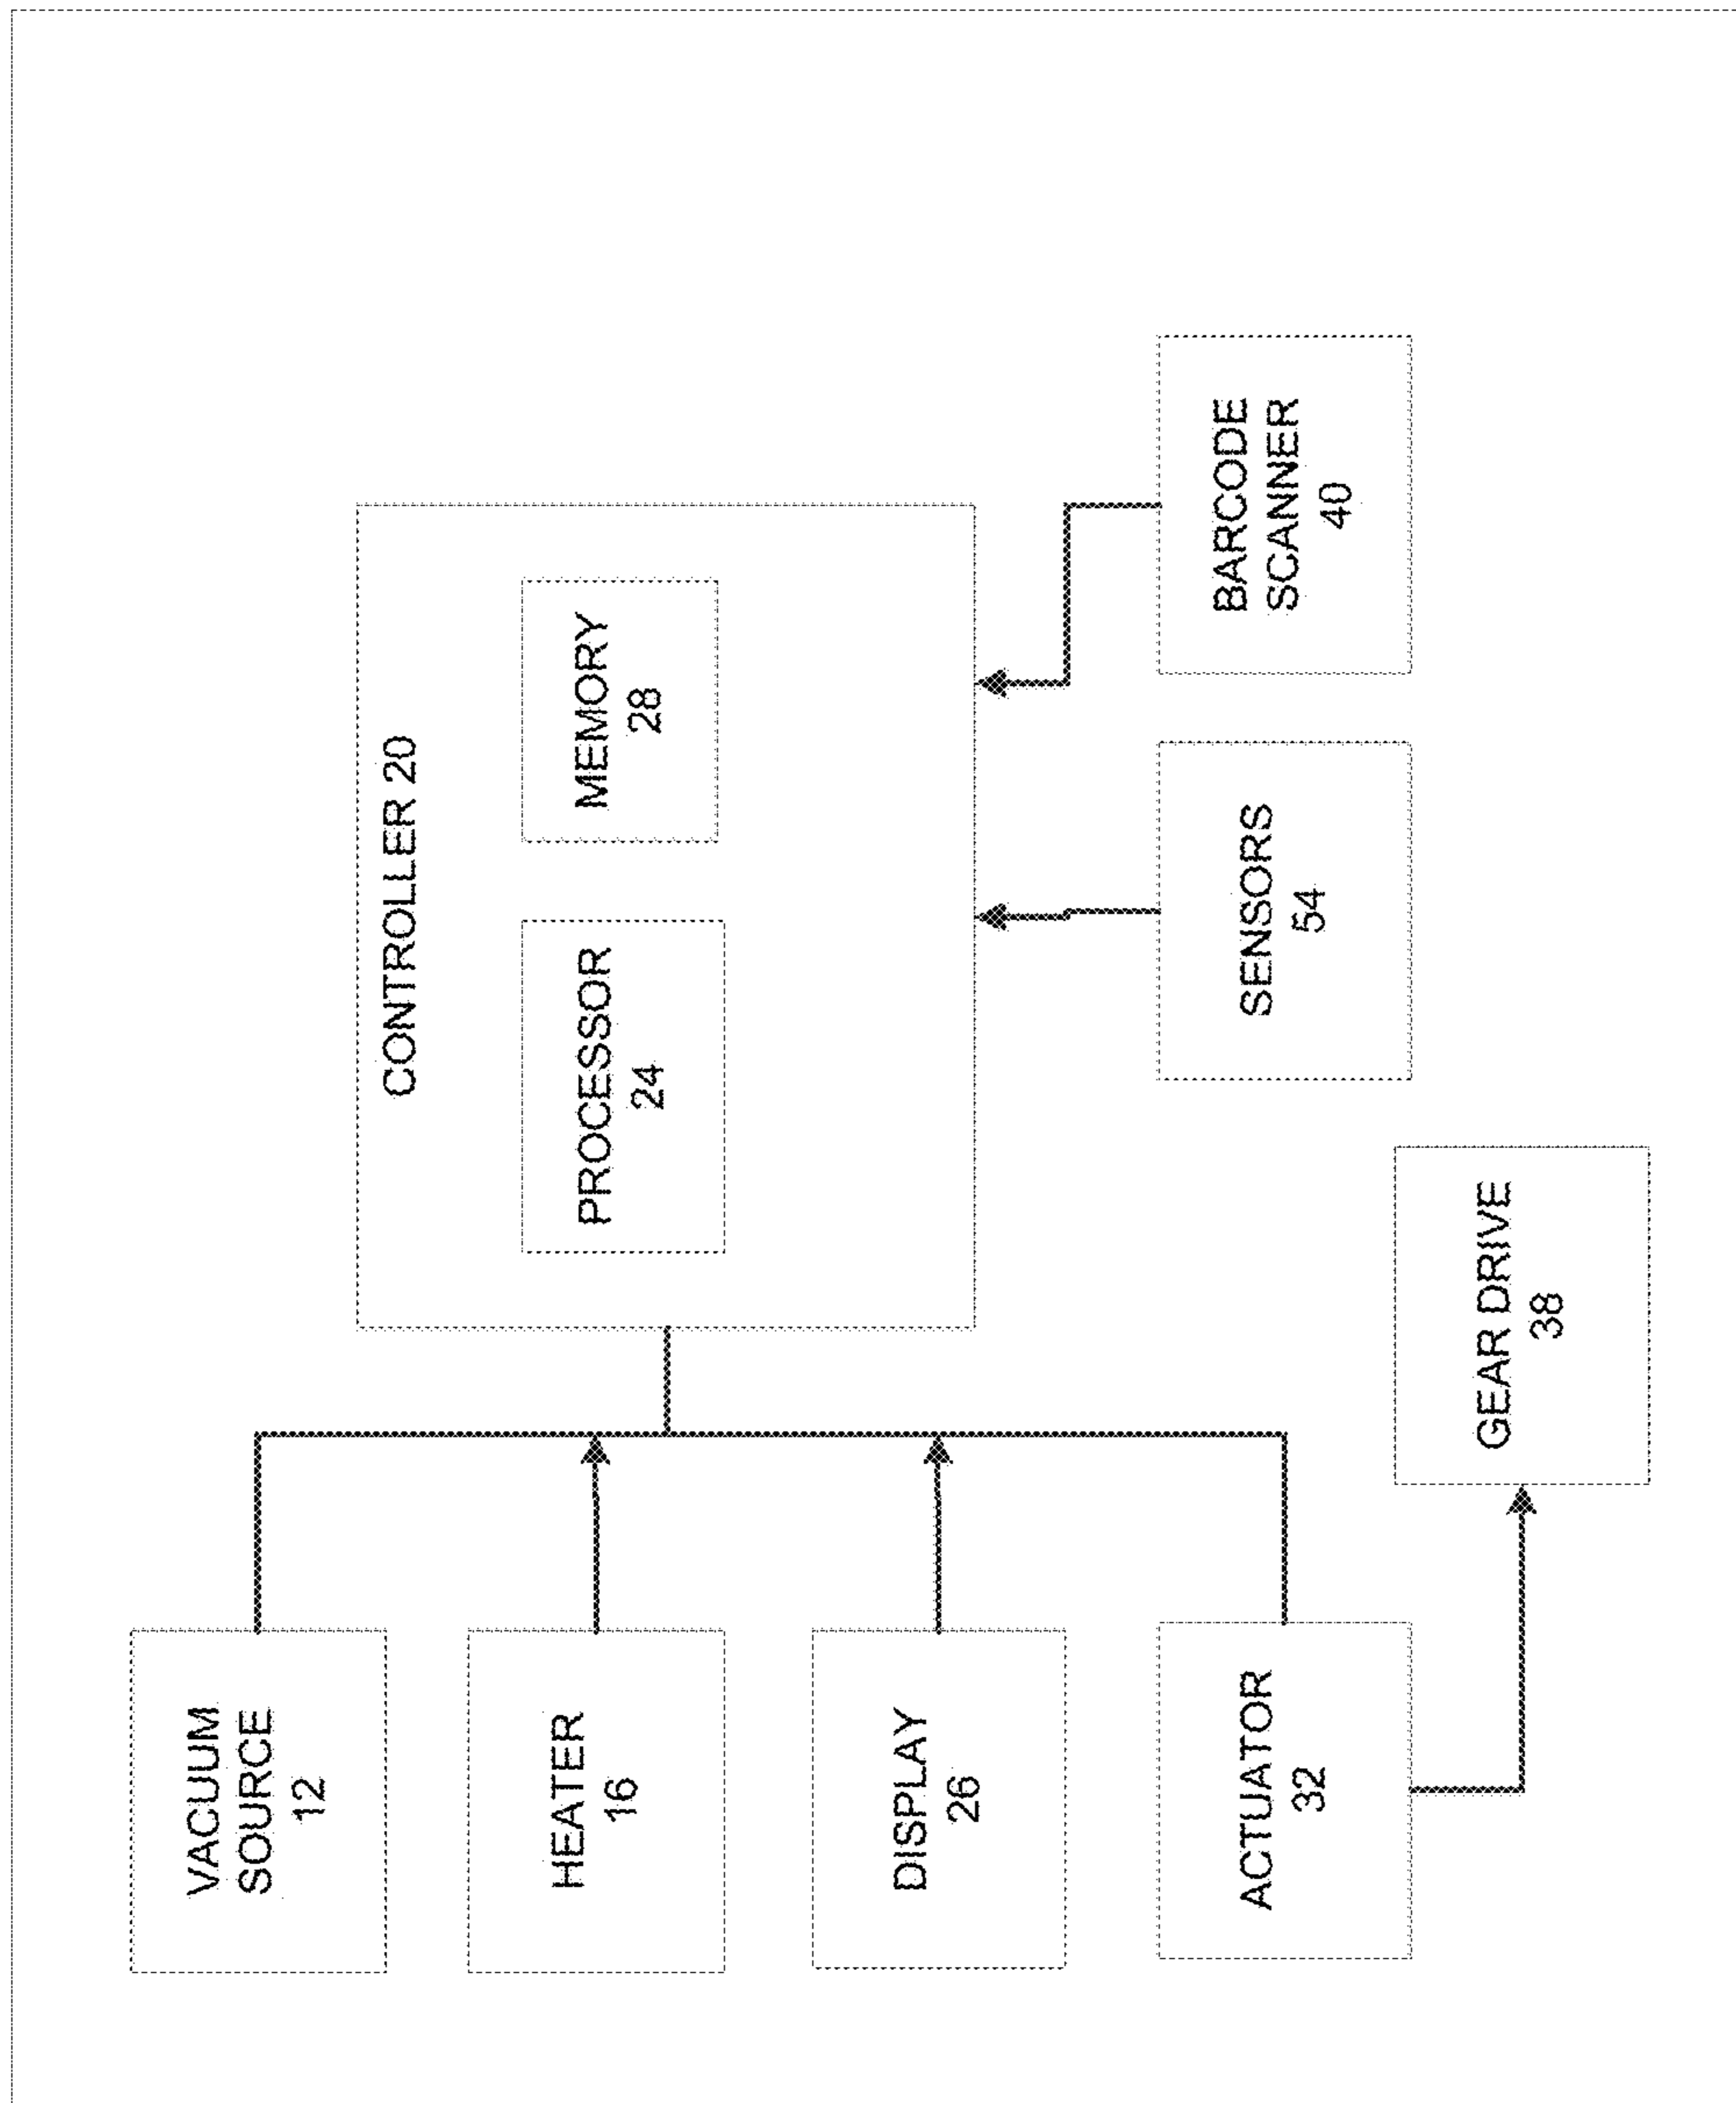 VACUUM
SOURCE
12
HEATER
16
DISPLAY
26
ACTUATOR
32
CONTROLLER 20
PROCESSOR
24
MEMORY
28
GEAR DRIVE
38
SENSORS
54
BARCODE
SCANNER
40